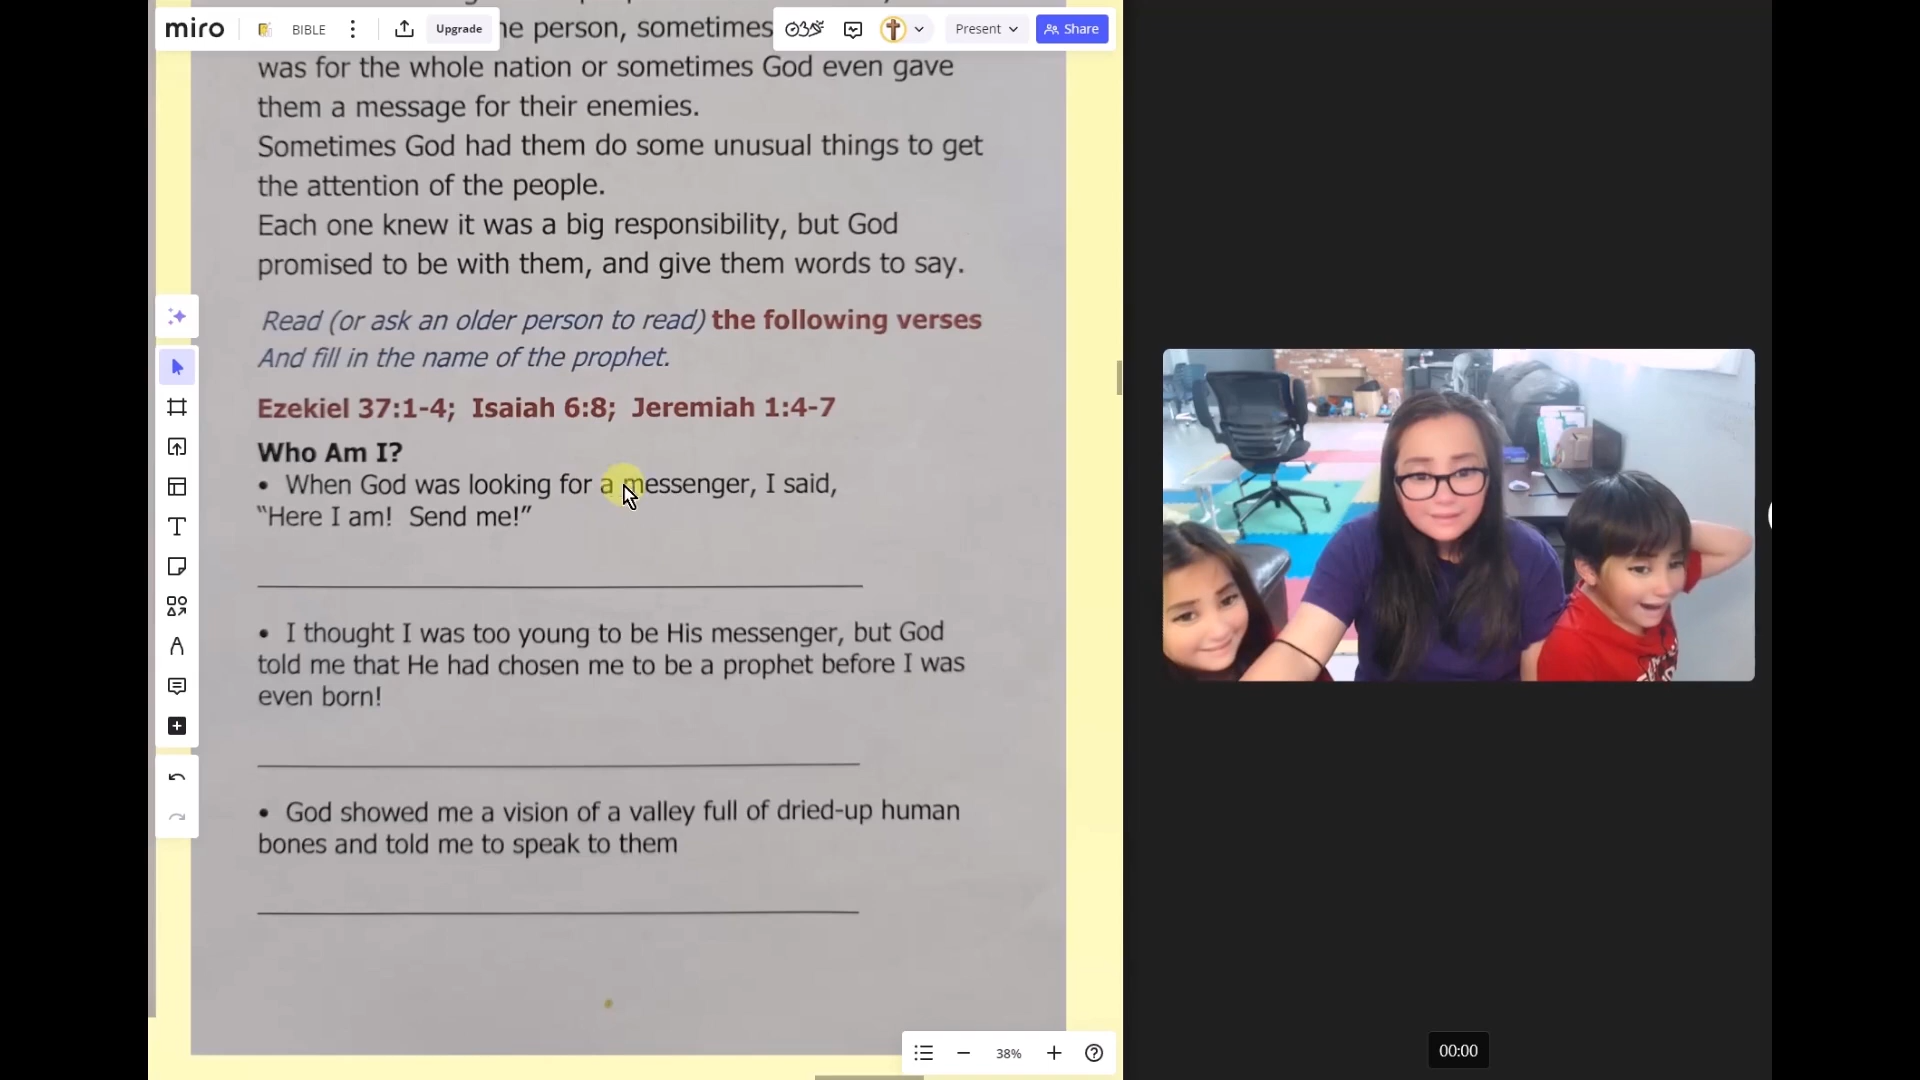 miro
BIBLE
Upgrade
Present
Share
ne person, sometimes
was for the whole nation or sometimes God even gave
them a message for their enemies.
Sometimes God had them do some unusual things to get
the attention of the people.
Each one knew it was a big responsibility, but God
promised to be with them, and give them words to say.
Read (or ask an older person to read) the following verses
And fill in the name of the prophet.
Ezekiel 37:1-4; Isaiah 6:8; Jeremiah 1:4-7
Who Am I?
• When God was looking for a messenger, I said,
“Here I am! Send me!”
• I thought I was too young to be His messenger, but God
told me that He had chosen me to be a prophet before I was
even born!
• God showed me a vision of a valley full of dried-up human
bones and told me to speak to them
38%
00:00